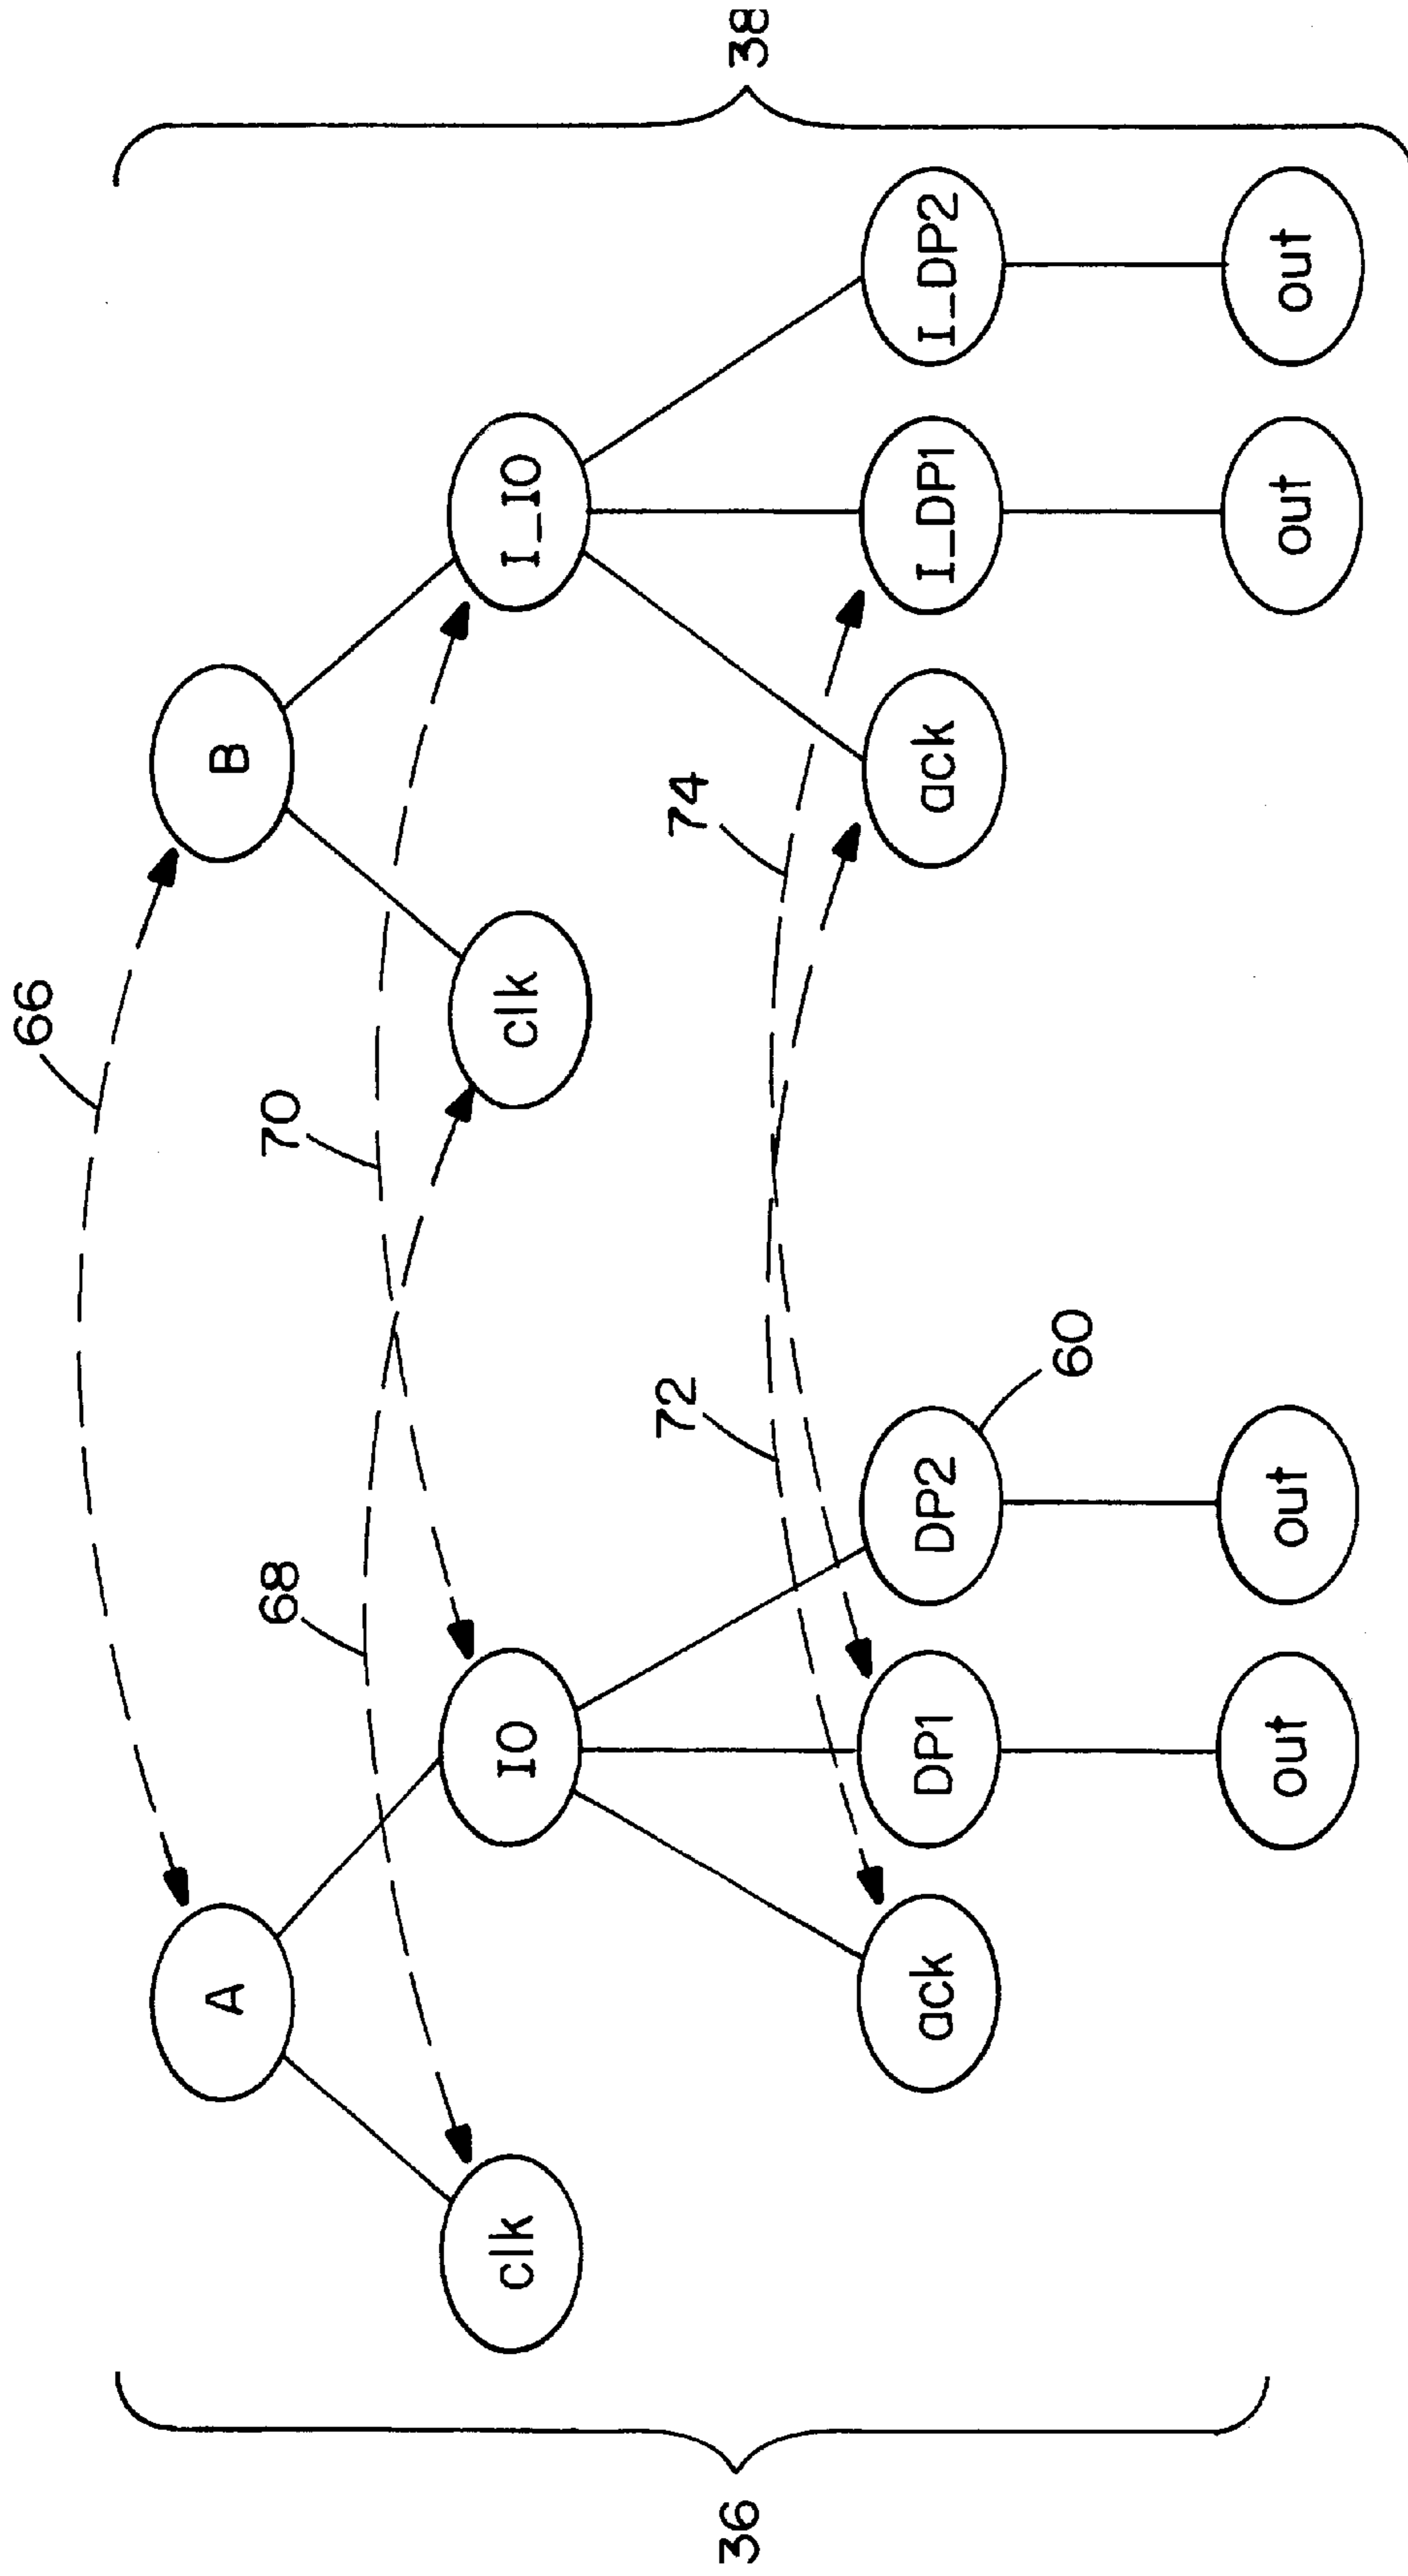 66
A
B
68
70
clk
IO
clk
I_IO
72
74
36
38
ack
DP1
DP2
ack
I_DP1
I_DP2
60
out
out
out
out